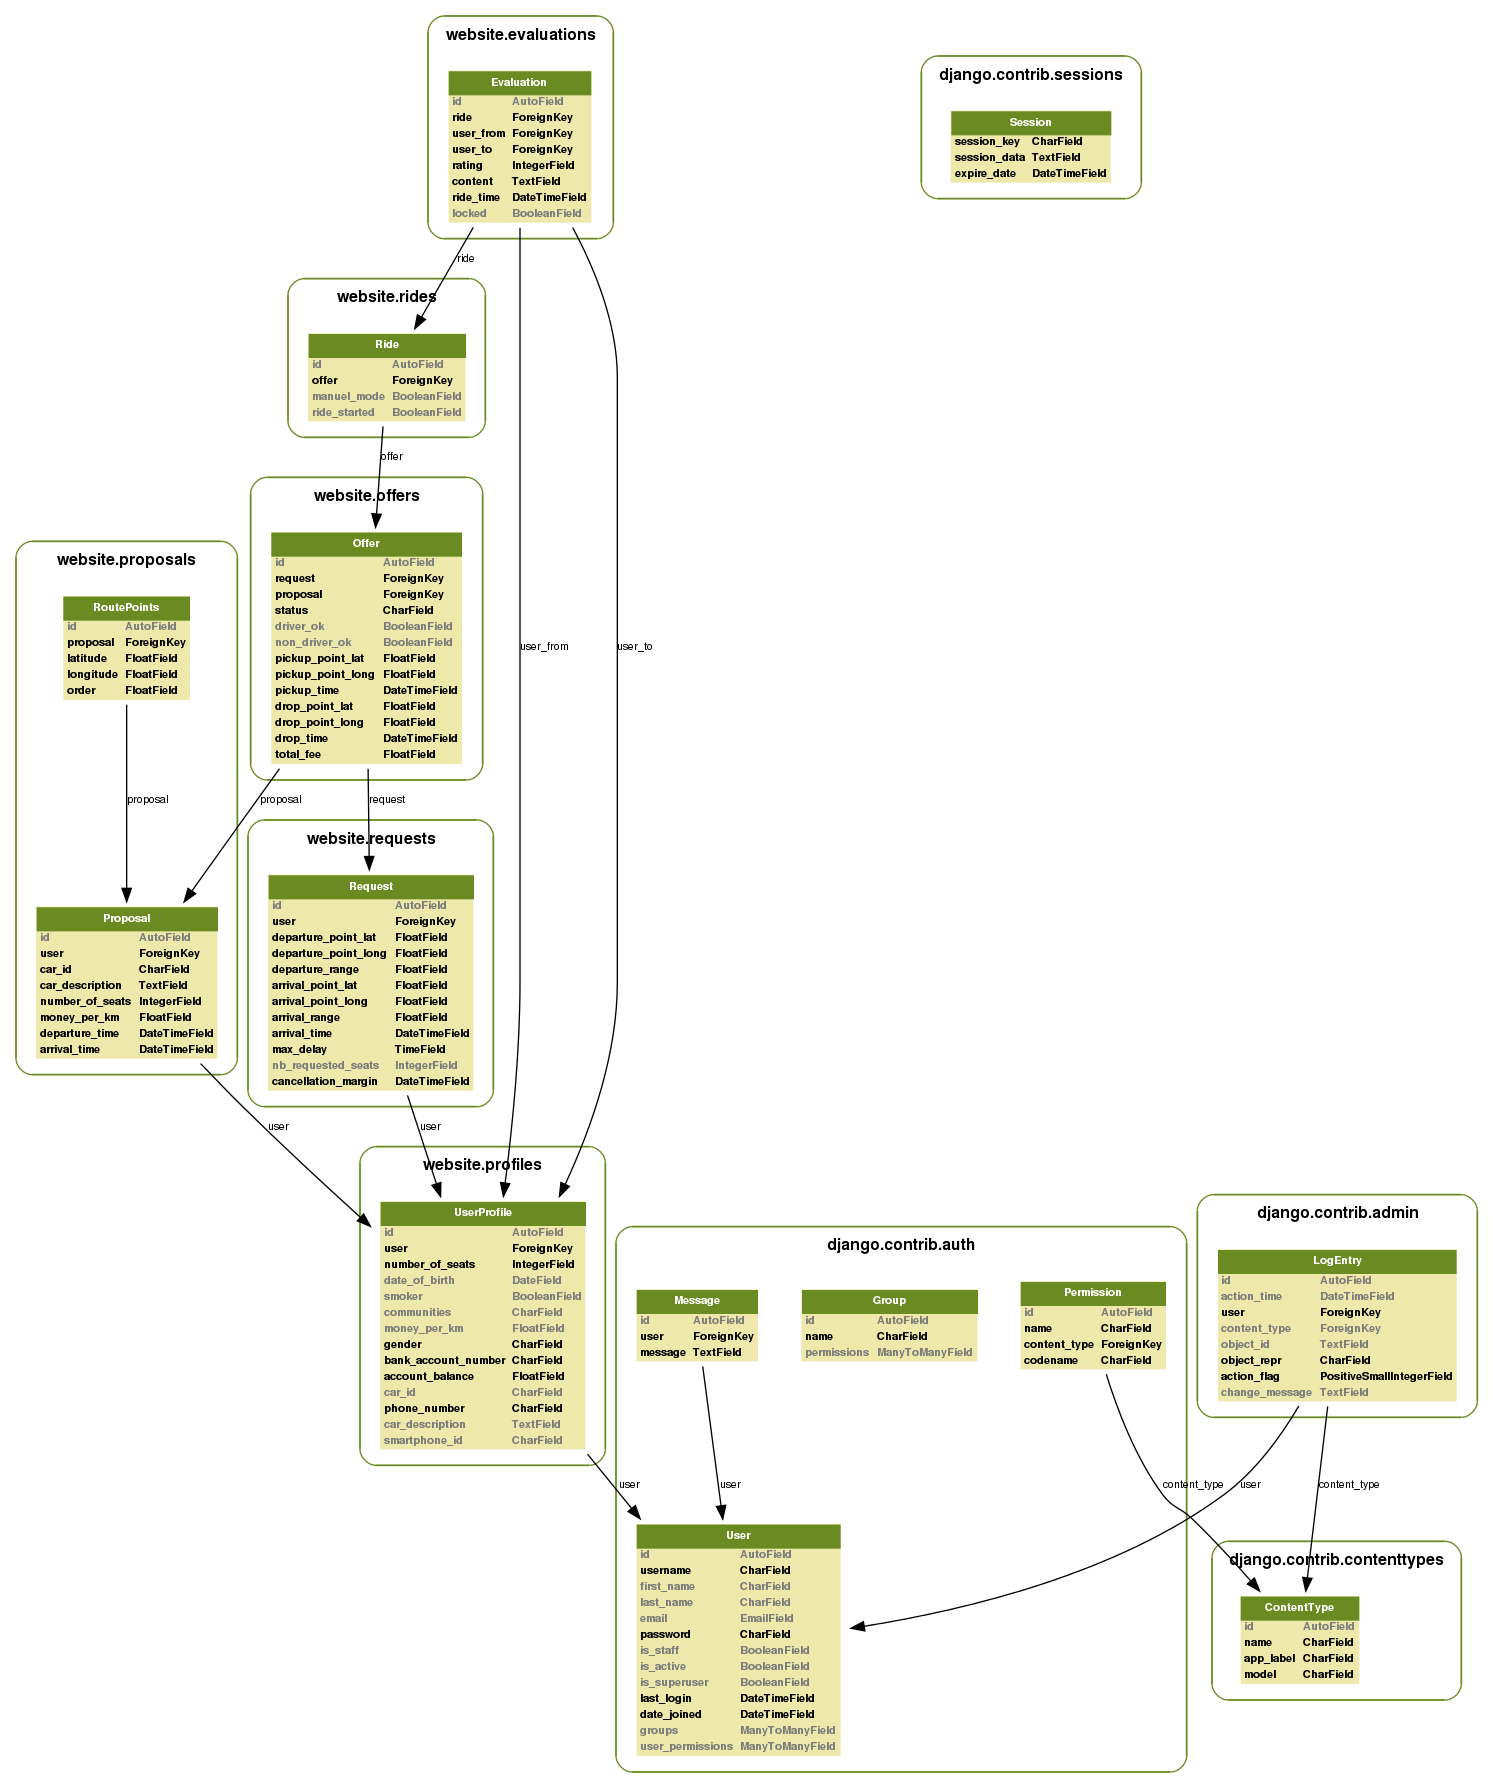 website.evaluations
Evaluation
id AutoField
ride ForeignKey
user_from ForeignKey
user_to ForeignKey
rating IntegerField
content TextField
ride_time DateTimeField
locked BooleanField
django.contrib.sessions
Session
session_key CharField
session_data TextField
expire_date DateTimeField
ride
website.rides
Ride
id AutoField
offer ForeignKey
manuel_mode BooleanField
ride_started BooleanField
offer
website.offers
Offer
id AutoField
request ForeignKey
proposal ForeignKey
status CharField
driver_ok BooleanField
non_driver_ok BooleanField
pickup_point_lat FloatField
pickup_point_long FloatField
pickup_time DateTimeField
drop_point_lat FloatField
drop_point_long FloatField
drop_time DateTimeField
total_fee FloatField
website.proposals
RoutePoints
id AutoField
proposal ForeignKey
latitude FloatField
longitude FloatField
order FloatField
user_from
user_to
proposal
proposal
request
Proposal
id AutoField
user ForeignKey
car_id CharField
car_description TextField
number_of_seats IntegerField
money_per_km FloatField
departure_time DateTimeField
arrival_time DateTimeField
website.requests
Request
id AutoField
user ForeignKey
departure_point_lat FloatField
departure_point_long FloatField
departure_range FloatField
arrival_point_lat FloatField
arrival_point_long FloatField
arrival_range FloatField
arrival_time DateTimeField
max_delay TimeField
nb_requested_seats IntegerField
cancellation_margin DateTimeField
user
user
website.profiles
UserProfile
id AutoField
user ForeignKey
number_of_seats IntegerField
date_of_birth DateField
smoker BooleanField
communities CharField
money_per_km FloatField
gender CharField
bank_account_number CharField
account_balance FloatField
car_id CharField
phone_number CharField
car_description TextField
smartphone_id CharField
django.contrib.auth
Message
id AutoField
user ForeignKey
message TextField
Group
id AutoField
name CharField
permissions ManyToManyField
Permission
id AutoField
name CharField
content_type ForeignKey
codename CharField
django.contrib.admin
LogEntry
id AutoField
action_time DateTimeField
user ForeignKey
content_type ForeignKey
object_id TextField
object_repr CharField
action_flag PositiveSmallIntegerField
change_message TextField
user
user
content_type
user
content_type
User
id AutoField
username CharField
first_name CharField
last_name CharField
email EmailField
password CharField
is_staff BooleanField
is_active BooleanField
is_superuser BooleanField
last_login DateTimeField
date_joined DateTimeField
groups ManyToManyField
user_permissions ManyToManyField
django.contrib.contenttypes
ContentType
id AutoField
name CharField
app_label CharField
model CharField